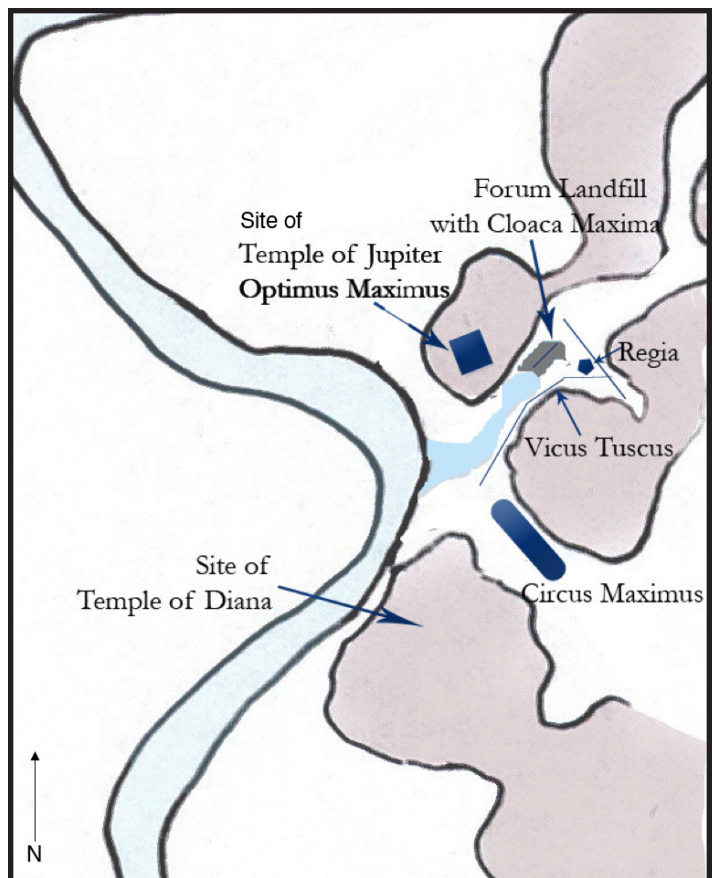 Forum Landfill
with Cloaca Maxima
Site of
Temple of Jupiter
Optimus Maximus
Regia
Vicus Tuscus
Site of
Temple of Diana
Circus Maximus
N